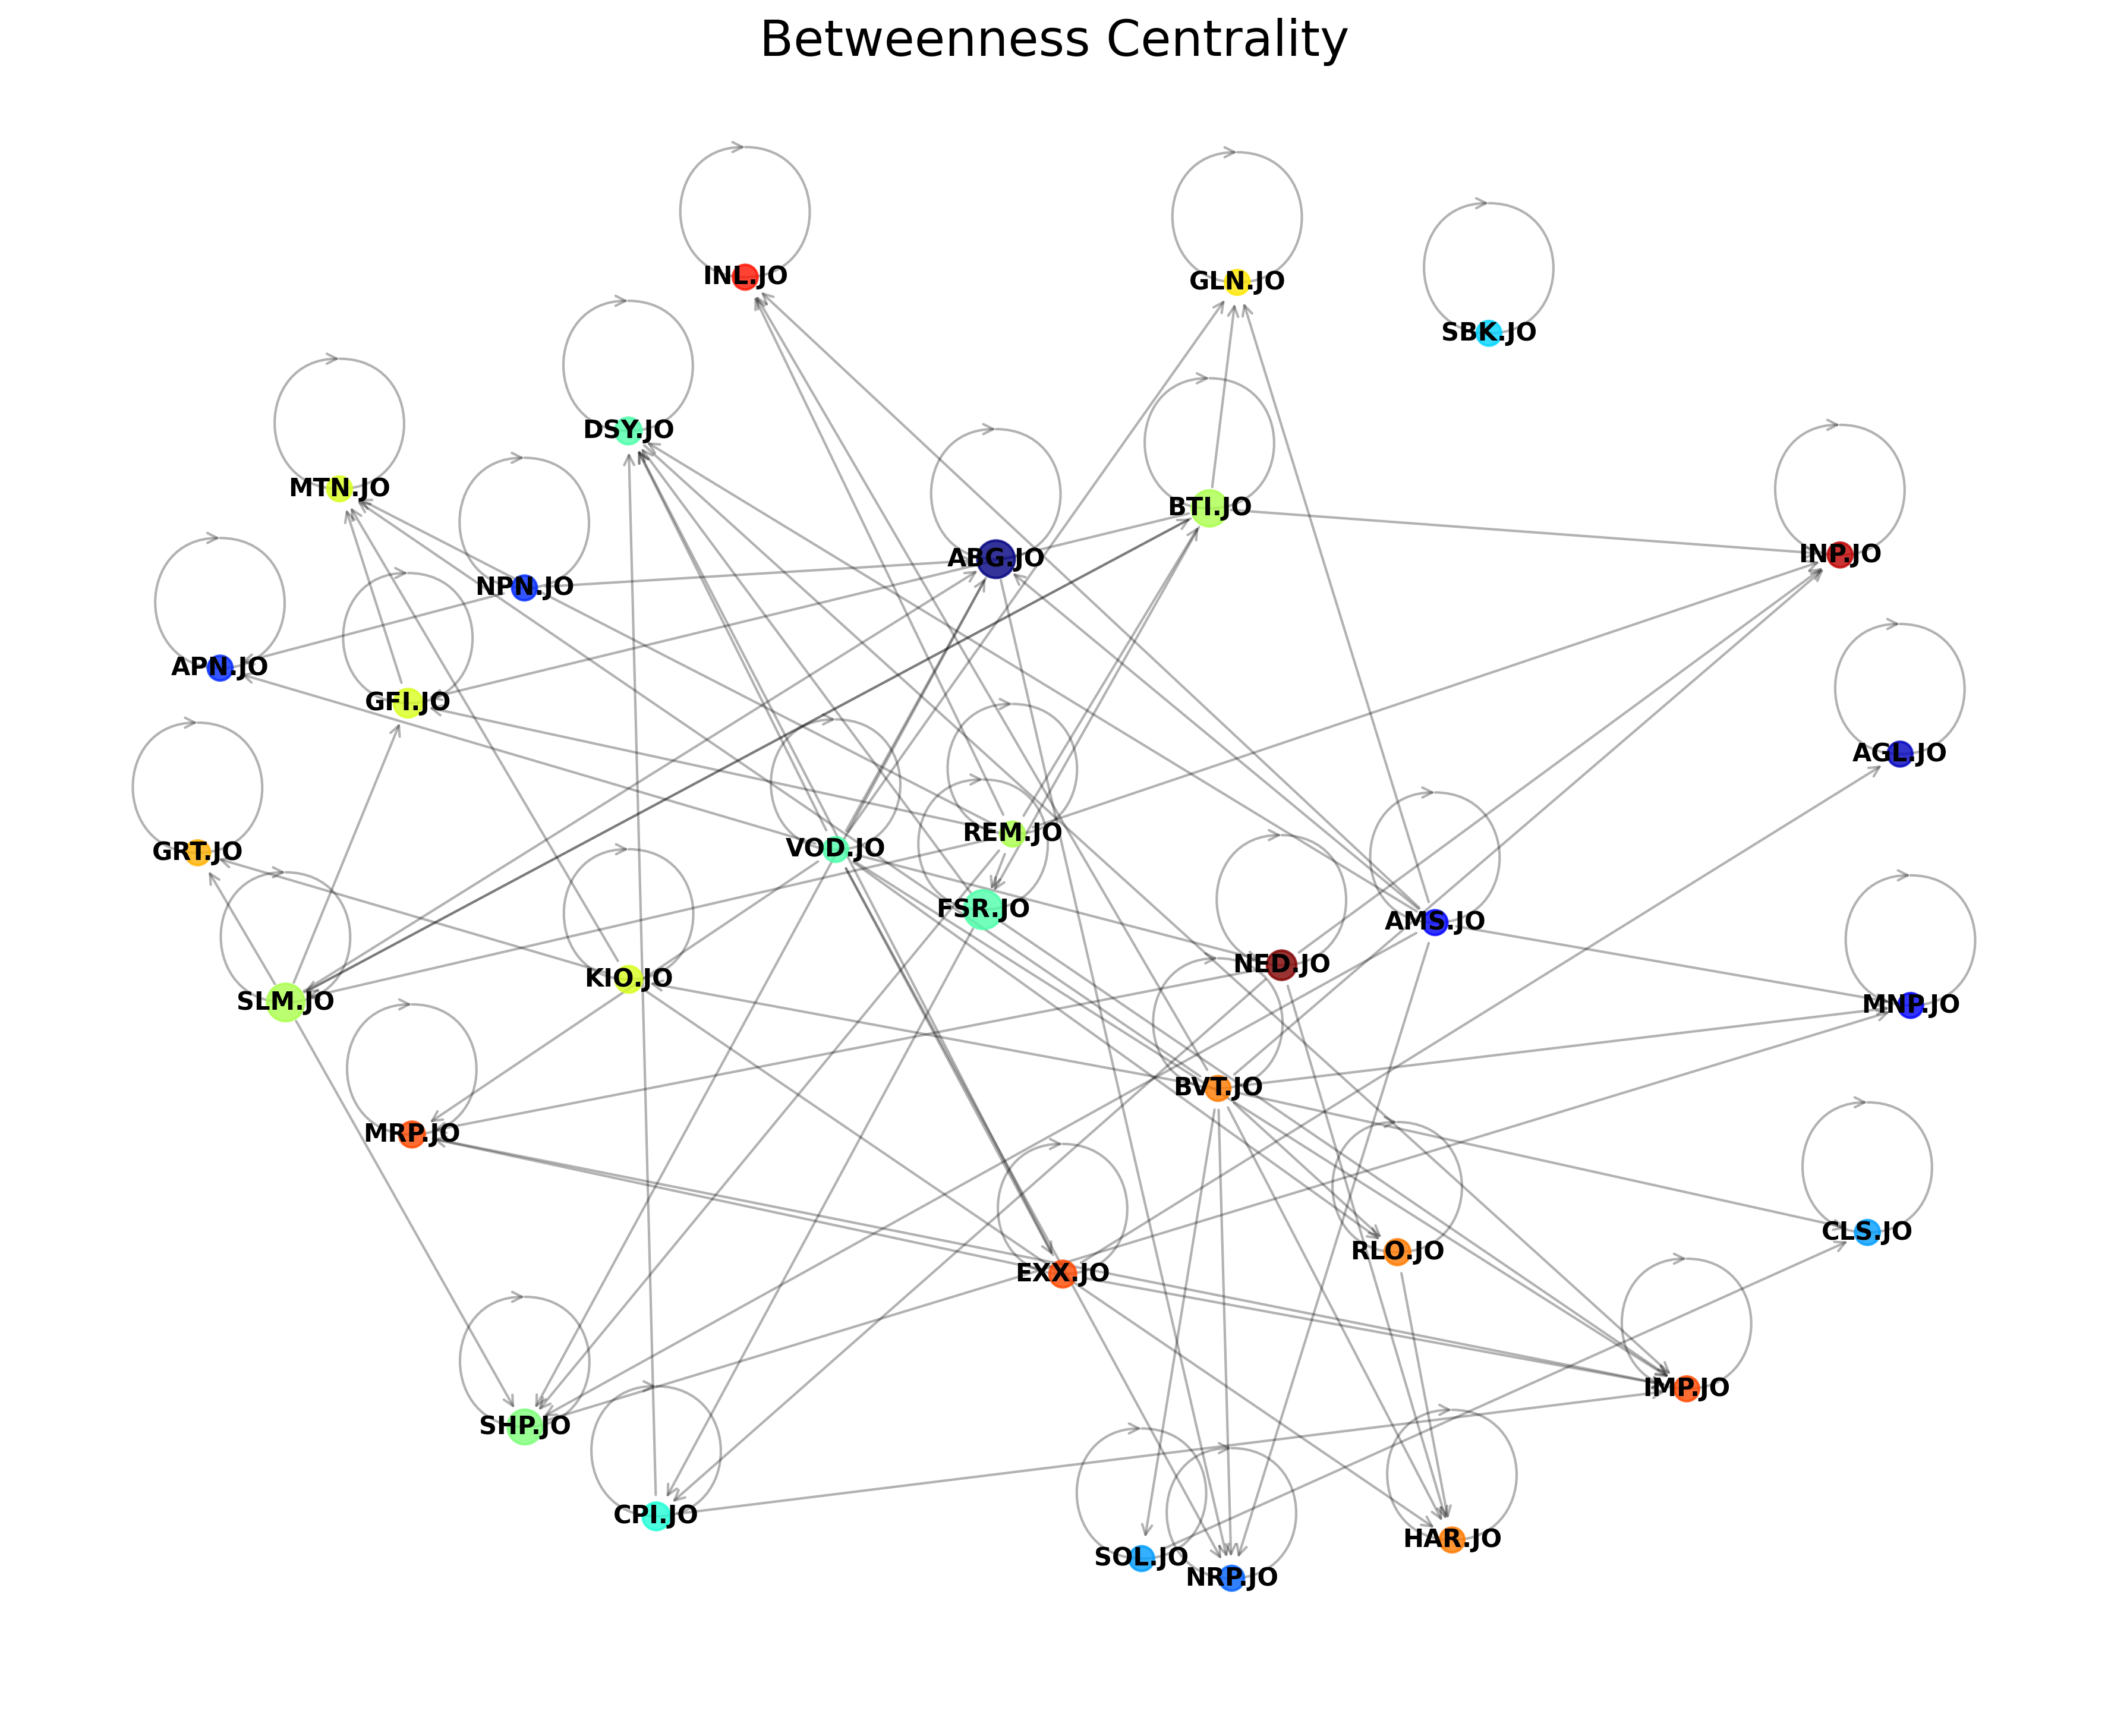 Betweenness Centrality
INL.JO
GLN.JO
SBK.JO
DSY.JO
MTN.JO
BTI.JO
ABG.JO
INP.JO
NPN.JO
APN.JO
GFI.JO
AGL.JO
REM.JO
VOD.JO
GRT.JO
FSR.JO
AMS.JO
NED.JO
KIO.JO
SLM.JO
MNP.JO
BVT.JO
MRP.JO
CLS.JO
RLO.JO
EXX.JO
IMP.JO
SHP.JO
CPI.JO
HAR.JO
SOL.JO
NRP.JO